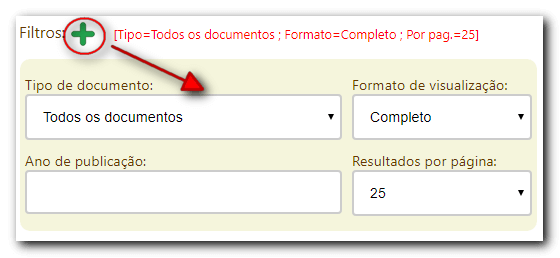 Filtros: [Tipo=Todos os documentos ; Formato=Completo ; Por pag.=25]
Tipo de documento: Formato de visualização:
Todos os documentos Completo
Ano de publicação: Resultados por página:
25